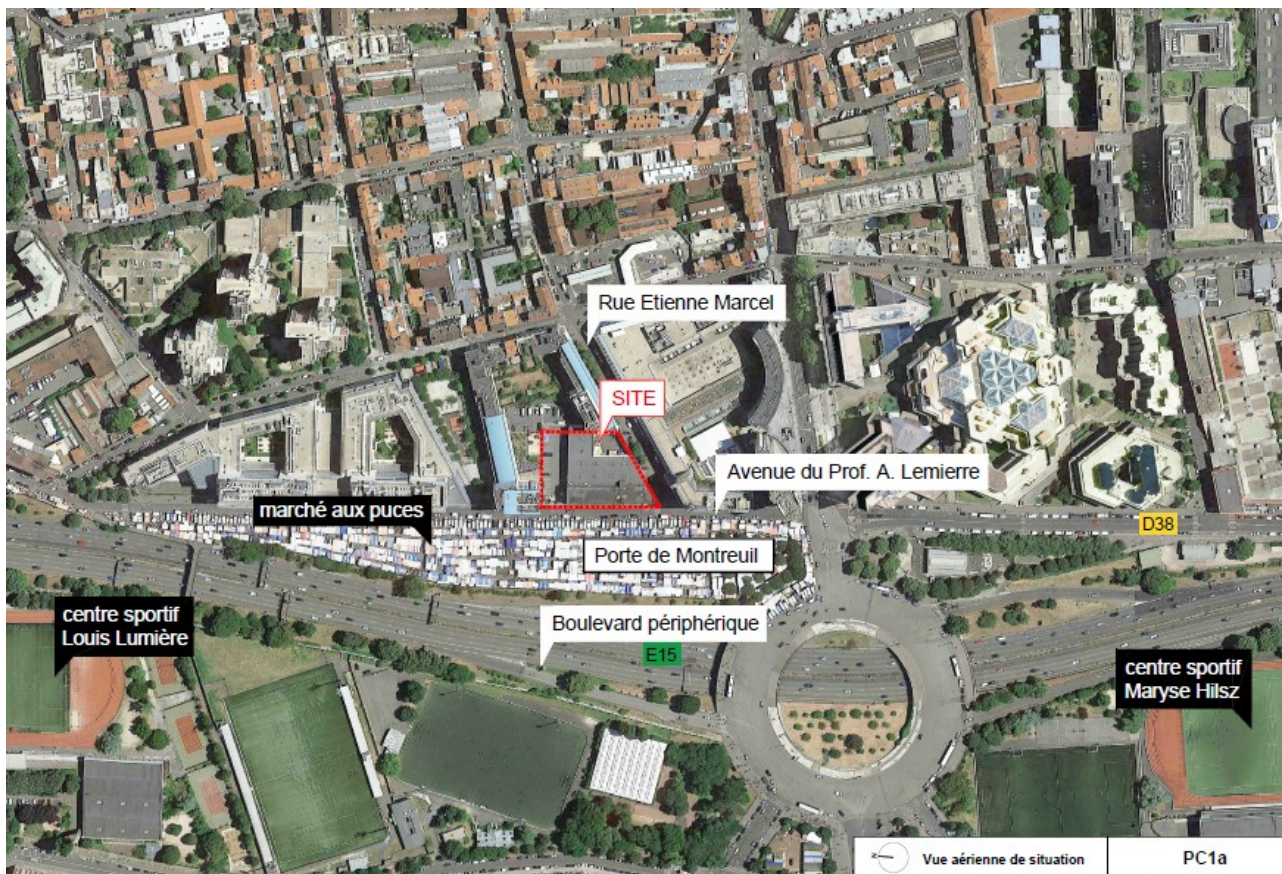 Rue Etienne Marcel
SITE
Avenue du Prof. A. Lemierre
marché aux puces
D38
Porte de Montreuil
centre sportif
Louis Lumière
Boulevard périphérique
E15
centre sportif
Maryse Hilsz
Vue aérienne de situation
PC1a